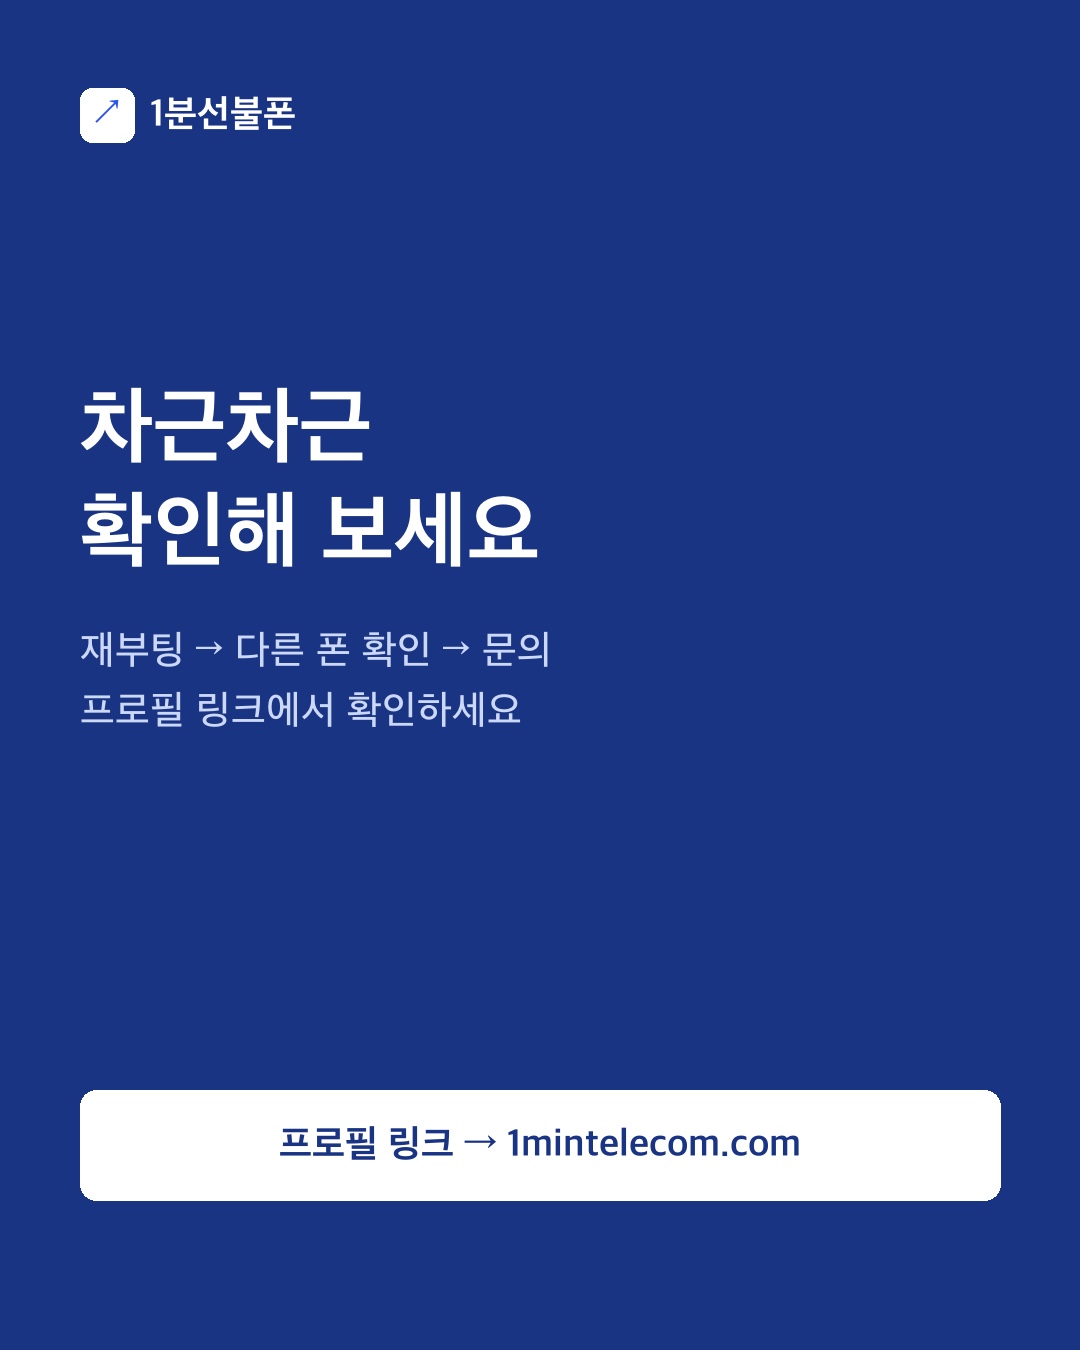 1분선불폰
차근차근
확인해 보세요
재부팅 → 다른 폰 확인 → 문의
프로필 링크에서 확인하세요
프로필 링크 → 1mintelecom.com